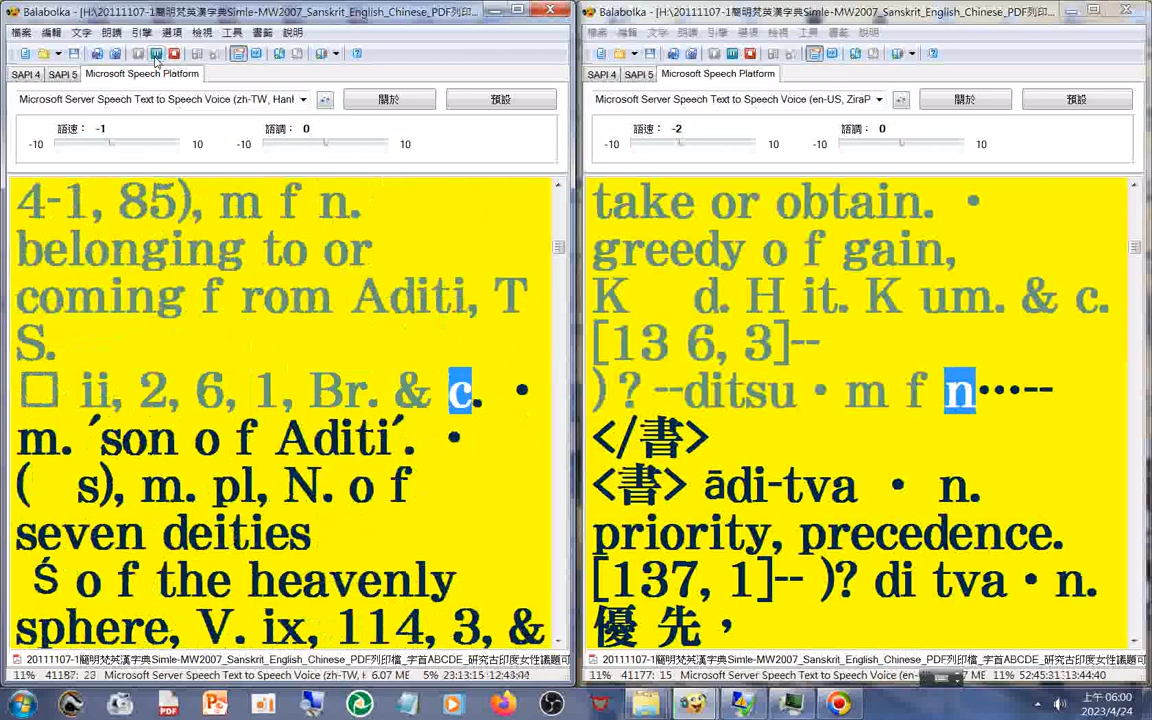 Balabolka - [H:\20111107-1簡明梵英漢字典Simle-MW2007_Sanskrit_English_Chinese_PDF列印...
檔案 編輯 文字 朗讀 引擎 選項 檢視 工具 書籤 說明
SAPI 4 SAPI 5 Microsoft Speech Platform
Microsoft Server Speech Text to Speech Voice (zh-TW, Han 關於 預設
語速： -1 語調： 0
-10 10 -10 10
4-1, 85), m f n.
belonging to or
coming f rom Aditi, T
S.
□ ii, 2, 6, 1, Br. & c. •
m. ´son o f Aditi´. •
( s), m. pl, N. o f
seven deities
Ś o f the heavenly
sphere, V. ix, 114, 3, &
20111107-1簡明梵英漢字典Simle-MW2007_Sanskrit_English_Chinese_PDF列印檔_字首ABCDE_研究古印度女性議題可
11% 41187: 23 Microsoft Server Speech Text to Speech Voice (zh-TW, H 6.07 ME 5% 23:13:15
Balabolka - [H:\20111107-1簡明梵英漢字典Simle-MW2007_Sanskrit_English_Chinese_PDF列印...
檔案 編輯 文字 朗讀 引擎 選項 檢視 工具 書籤 說明
SAPI 4 SAPI 5 Microsoft Speech Platform
Microsoft Server Speech Text to Speech Voice (en-US, ZiraP 關於 預設
語速： -2 語調： 0
-10 10 -10 10
take or obtain. •
greedy o f gain,
K d. H it. K um. & c.
[13 6, 3]--
) ? --ditsu • m f n•••--
</書>
<書> ādi-tva • n.
priority, precedence.
[137, 1]-- )? di tva • n.
優 先，
20111107-1簡明梵英漢字典Simle-MW2007_Sanskrit_English_Chinese_PDF列印檔_字首ABCDE_研究古印度女性議題可
11% 41177: 15 Microsoft Server Speech Text to Speech Voice 11% 52:45:31
上午 06:00
2023/4/24